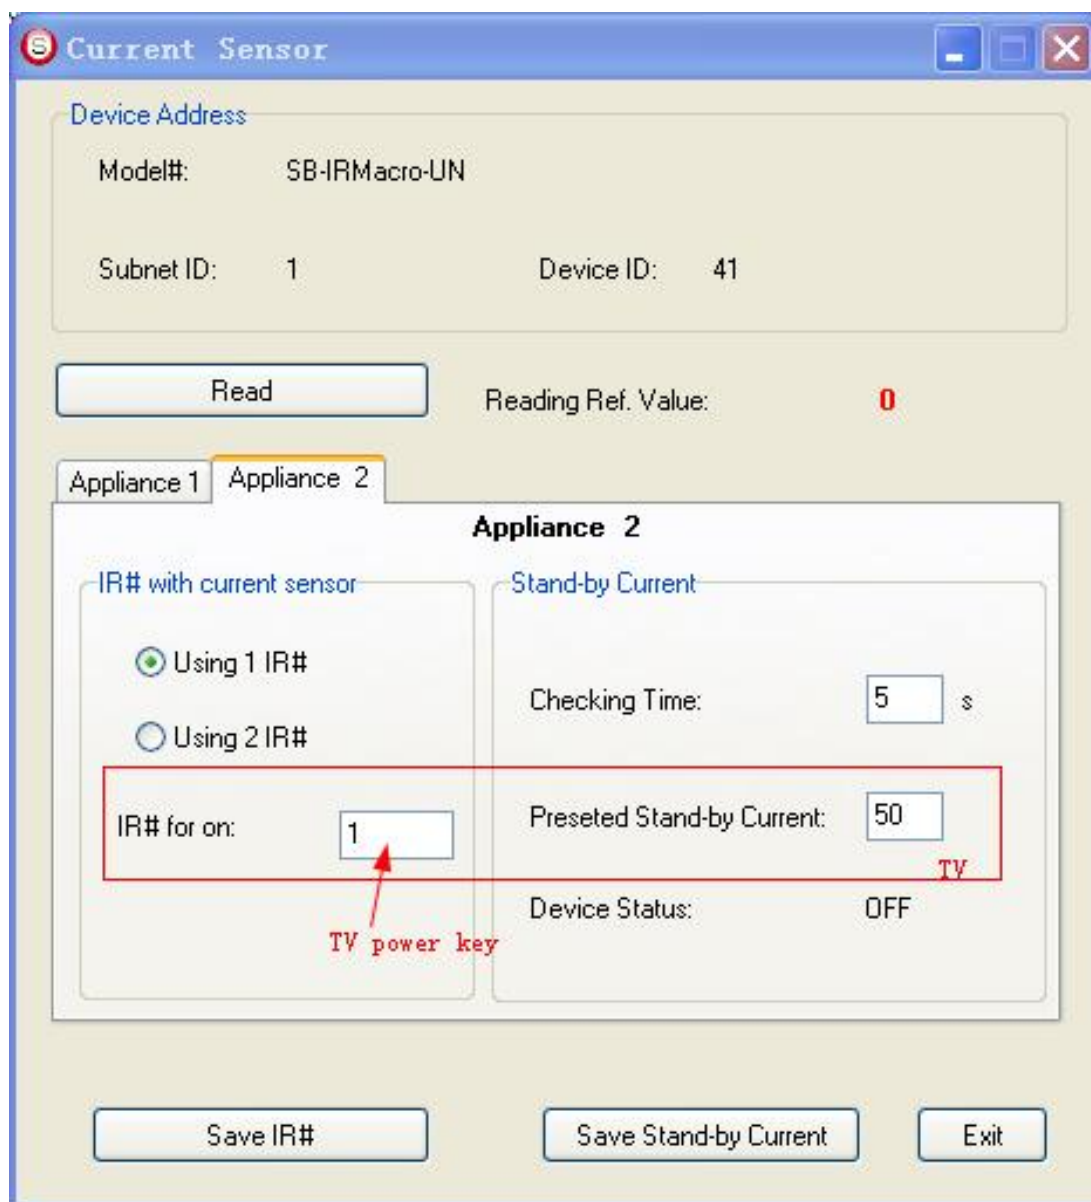 S Current Sensor
Device Address
Model#: SB-IRMacro-UN
Subnet ID: 1 Device ID: 41
Read Reading Ref. Value: 0
Appliance 1 Appliance 2
Appliance 2
IR# with current sensor Stand-by Current
Using 1 IR#
Checking Time: 5 s
Using 2 IR#
IR# for on: 1 Preseted Stand-by Current: 50
TV
Device Status: OFF
TV power key
Save IR# Save Stand-by Current Exit